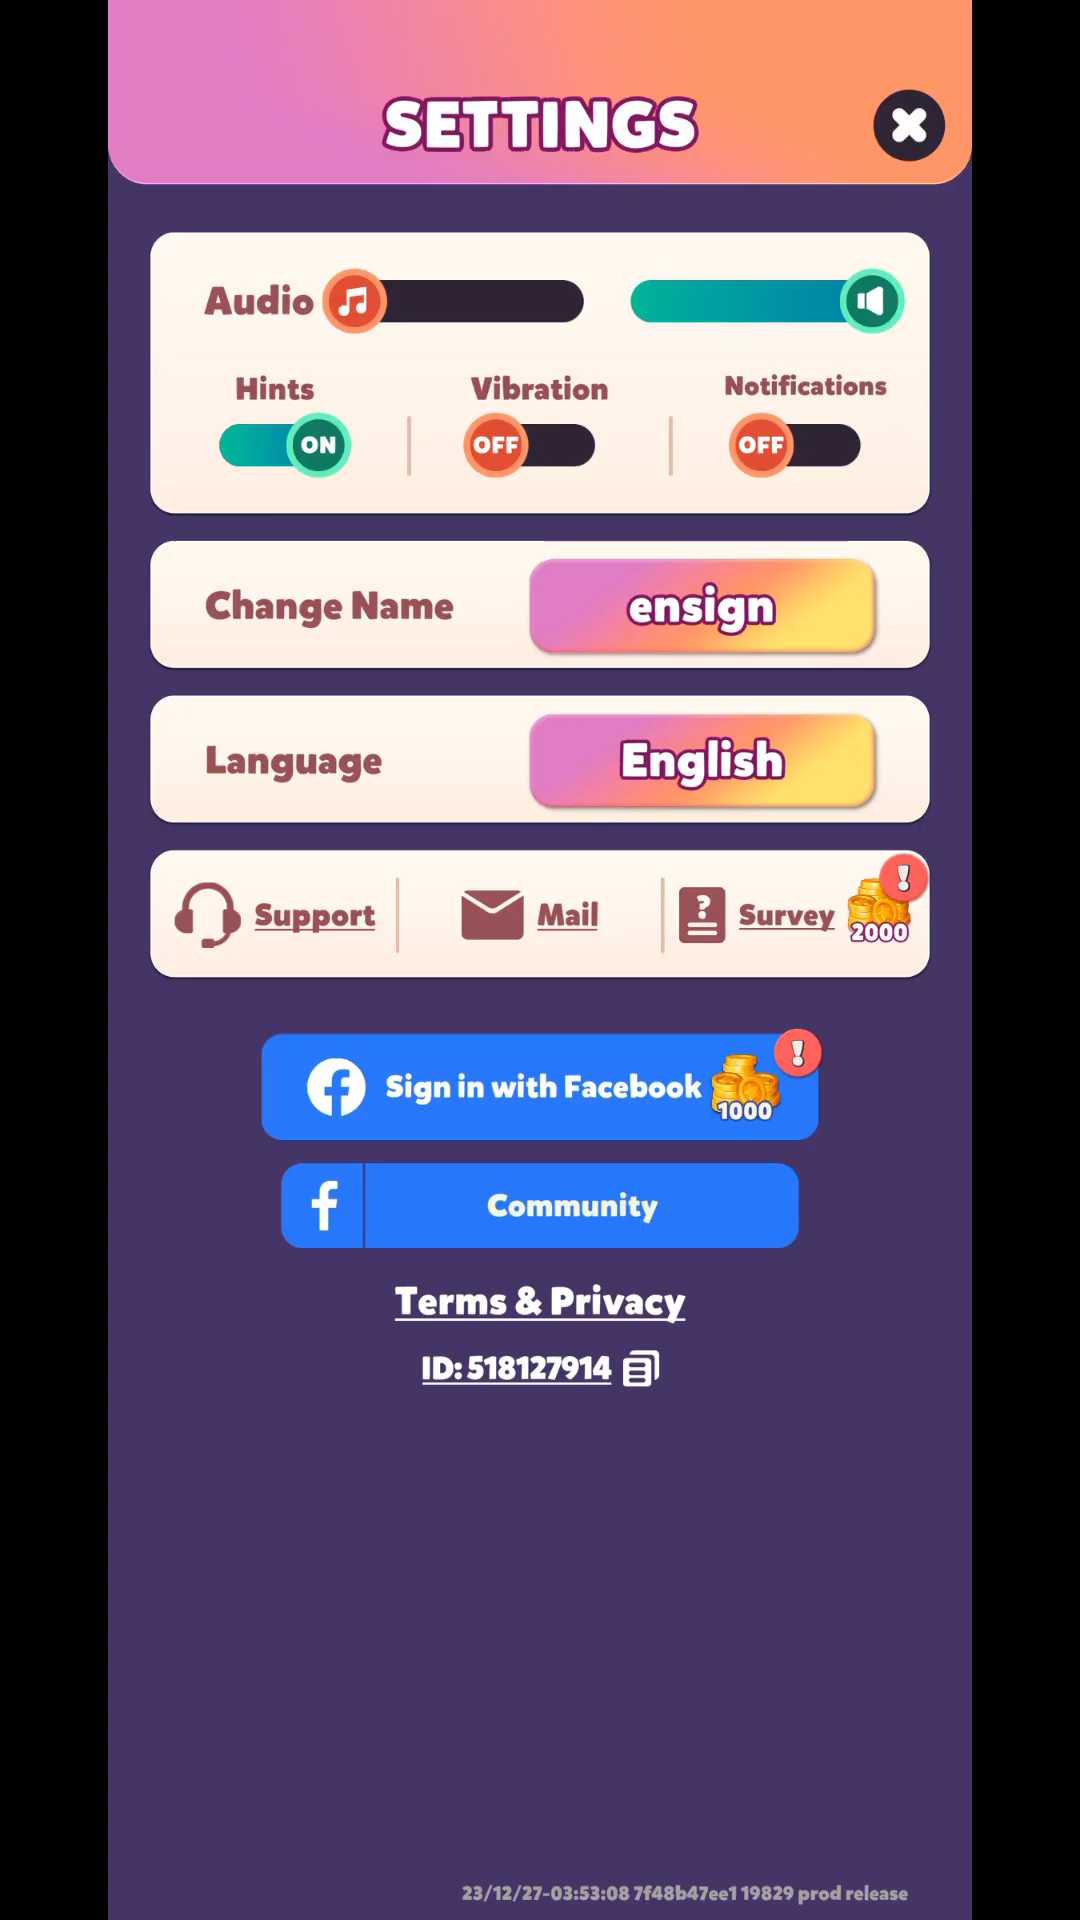 SETTINGS
Audio
Hints Vibration Notifications
ON OFF OFF
Change Name ensign
Language English
Support Mail Survey 2000
Sign in with Facebook 1000
Community
Terms & Privacy
ID: 518127914
23/12/27-03:53:08 7f48b47ee1 19829 prod release